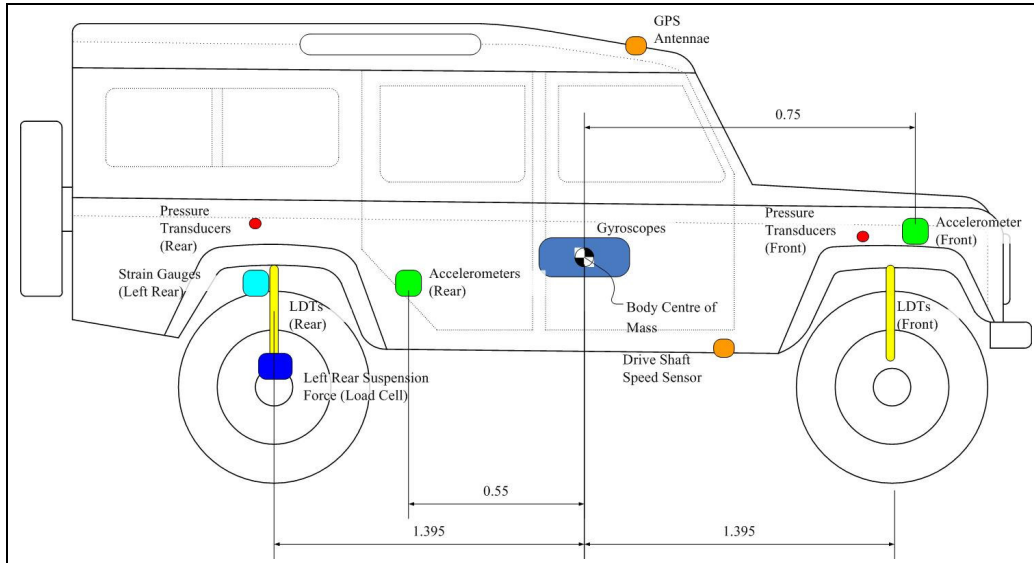 GPS
Antennae
0.75
Pressure
Transducers
(Rear)
Gyroscopes
Pressure
Transducers
(Front)
Accelerometer
(Front)
Strain Gauges
(Left Rear)
LDTs
(Rear)
Accelerometers
(Rear)
Body Centre of
Mass
LDTs
(Front)
Drive Shaft
Speed Sensor
Left Rear Suspension
Force (Load Cell)
0.55
1.395
1.395